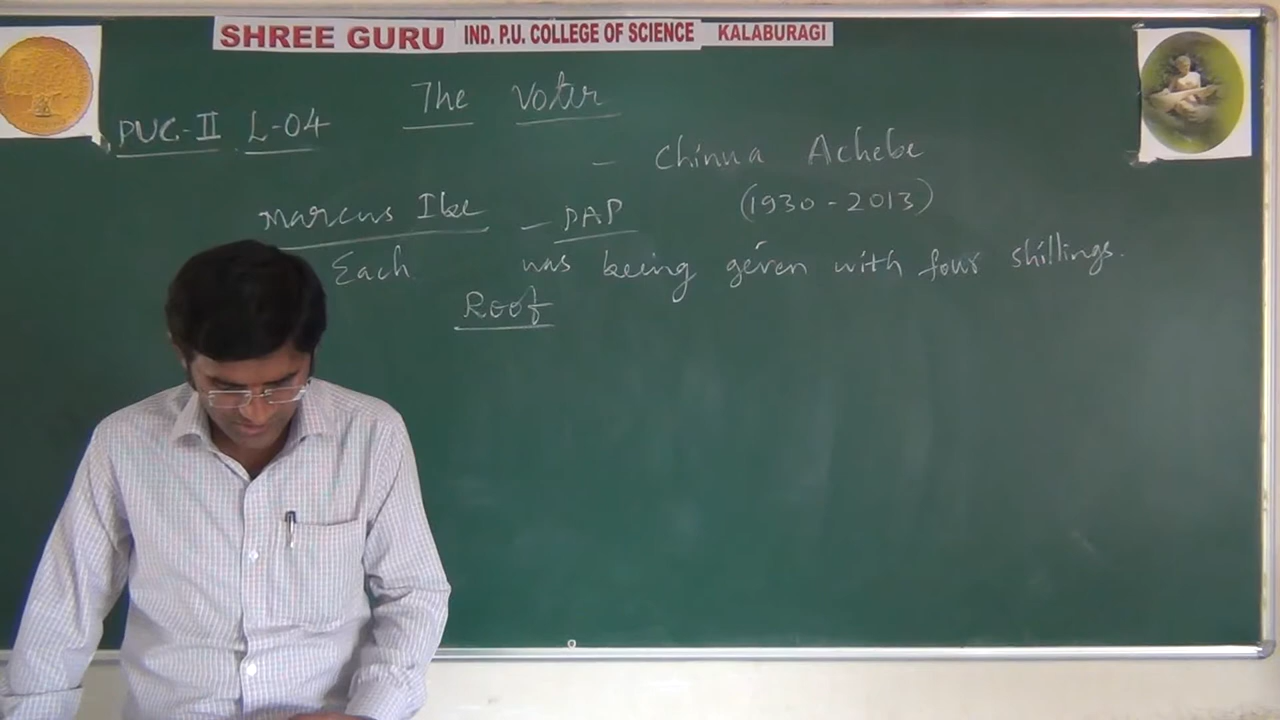 SHREE GURU IND. P.U. COLLEGE OF SCIENCE KALABURAGI
The Voter
PUC-II L-04
- Chinua Achebe
(1930-2013)
Marcus Ibe - PAP
Each was being given with four shillings.
Roof